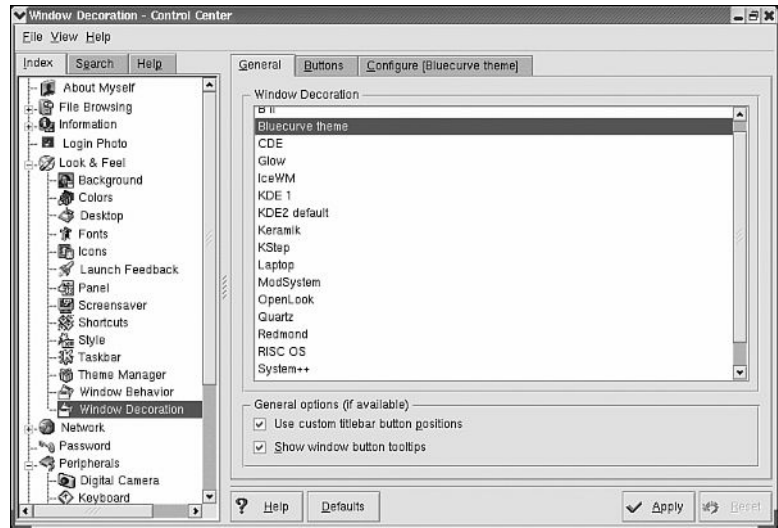 Window Decoration - Control Center
File View Help
Index Search Help
About Myself
File Browsing
Information
Login Photo
Look & Feel
Background
Colors
Desktop
Fonts
Icons
Launch Feedback
Panel
Screensaver
Shortcuts
Style
Taskbar
Theme Manager
Window Behavior
Window Decoration
Network
Password
Peripherals
Digital Camera
Keyboard
General Buttons Configure [Bluecurve theme]
Window Decoration
B II
Bluecurve theme
CDE
Glow
IceWM
KDE 1
KDE2 default
Keramik
KStep
Laptop
ModSystem
OpenLook
Quartz
Redmond
RISC OS
System++
General options (if available)
Use custom titlebar button positions
Show window button tooltips
? Help Defaults Apply Reset